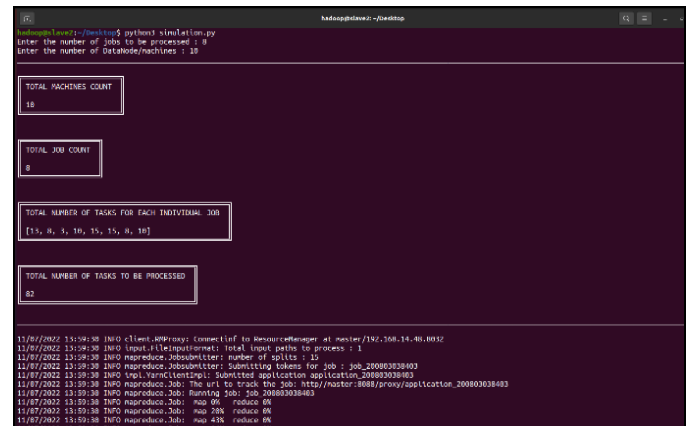 hadoop@slave2: ~/Desktop
hadoop@slave2:~/Desktop$ python3 simulation.py
Enter the number of jobs to be processed : 8
Enter the number of DataNode/machines : 10
TOTAL MACHINES COUNT
10
TOTAL JOB COUNT
8
TOTAL NUMBER OF TASKS FOR EACH INDIVIDUAL JOB
[13, 8, 3, 10, 15, 15, 8, 10]
TOTAL NUMBER OF TASKS TO BE PROCESSED
82
11/07/2022 13:59:38 INFO client.RMProxy: Connectinf to ResourceManager at master/192.168.14.48.8032
11/07/2022 13:59:38 INFO input.FileInputFormat: Total input paths to process : 1
11/07/2022 13:59:38 INFO mapreduce.Jobsubmitter: number of splits : 15
11/07/2022 13:59:38 INFO mapreduce.Jobsubmitter: Submitting tokens for job : job_200803038403
11/07/2022 13:59:38 INFO impl.YarnClientImpl: Submitted application application_200803038403
11/07/2022 13:59:38 INFO mapreduce.Job: The url to track the job: http//master:8088/proxy/application_200803038403
11/07/2022 13:59:38 INFO mapreduce.Job: Running job: job_200803038403
11/07/2022 13:59:38 INFO mapreduce.Job: map 0% reduce 0%
11/07/2022 13:59:38 INFO mapreduce.Job: map 28% reduce 0%
11/07/2022 13:59:38 INFO mapreduce.Job: map 43% reduce 0%